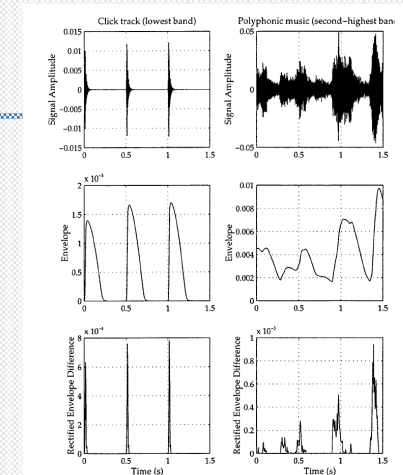 Click track (lowest band)
Polyphonic music (second−highest ban
Signal Amplitude
0.015
0.01
0.005
0
−0.005
−0.01
−0.015
0 0.5 1 1.5
Signal Amplitude
0.05
0
−0.05
0 0.5 1 1.5
Envelope
x 10⁻³
2
1.5
1
0.5
0
0 0.5 1 1.5
Envelope
0.01
0.008
0.006
0.004
0.002
0
0 0.5 1 1.5
Rectified Envelope Difference
x 10⁻⁴
8
6
4
2
0
0 0.5 1 1.5
Time (s)
Rectified Envelope Difference
x 10⁻³
1
0.8
0.6
0.4
0.2
0
0 0.5 1 1.5
Time (s)